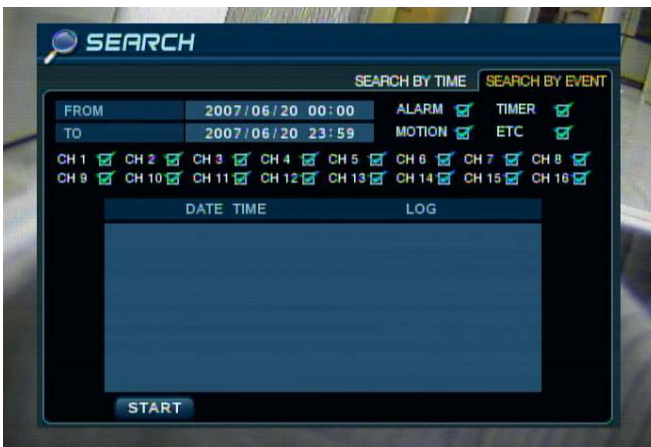 SEARCH
SEARCH BY TIME SEARCH BY EVENT
FROM 2007/06/20 00:00 ALARM TIMER
TO 2007/06/20 23:59 MOTION ETC
CH 1 CH 2 CH 3 CH 4 CH 5 CH 6 CH 7 CH 8
CH 9 CH 10 CH 11 CH 12 CH 13 CH 14 CH 15 CH 16
DATE TIME LOG
START